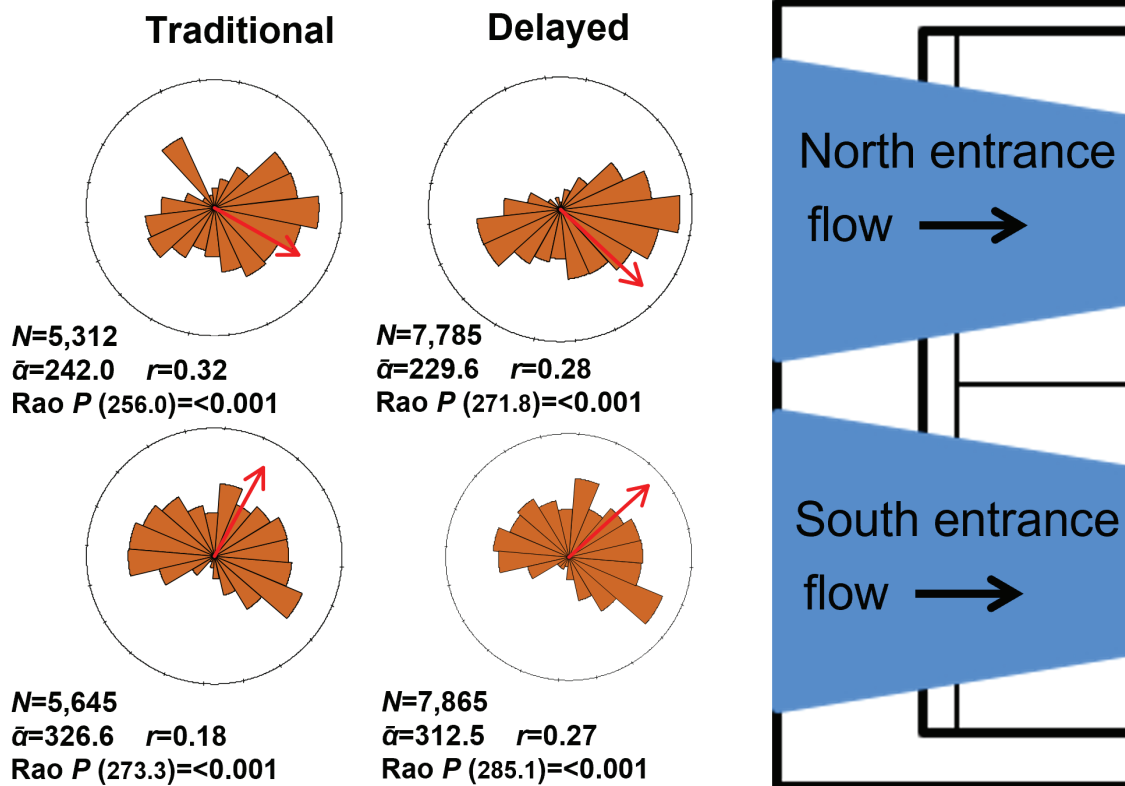 Traditional
Delayed
N=5,312
ᾱ=242.0 r=0.32
Rao P (256.0)=<0.001
N=7,785
ᾱ=229.6 r=0.28
Rao P (271.8)=<0.001
N=5,645
ᾱ=326.6 r=0.18
Rao P (273.3)=<0.001
N=7,865
ᾱ=312.5 r=0.27
Rao P (285.1)=<0.001
North entrance
flow
South entrance
flow